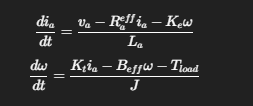 di_a/dt = (v_a − R_a^eff i_a − K_e ω)/L_a
dω/dt = (K_t i_a − B_eff ω − T_load)/J